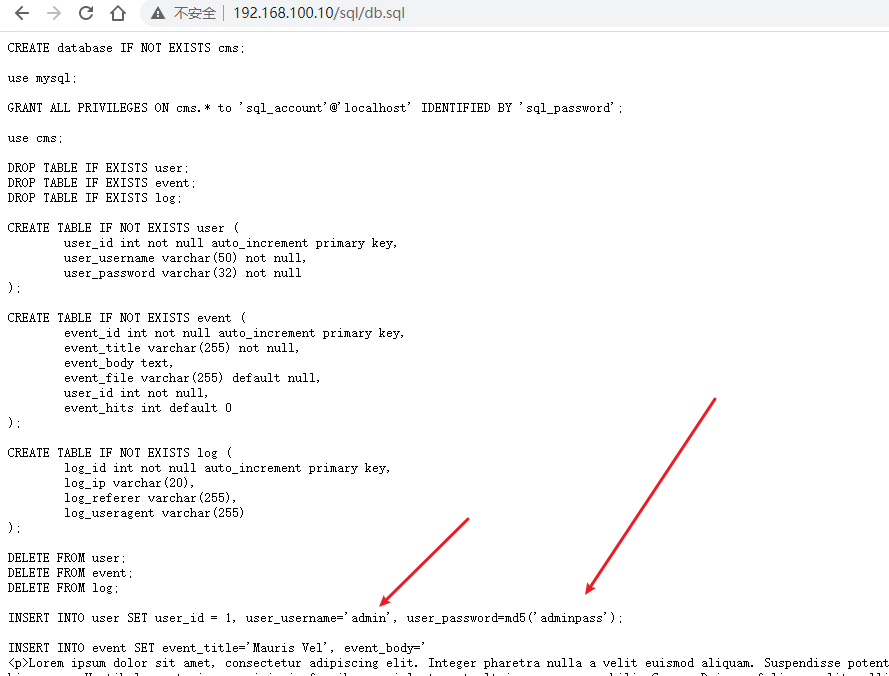 不安全 192.168.100.10/sql/db.sql
CREATE database IF NOT EXISTS cms;
use mysql;
GRANT ALL PRIVILEGES ON cms.* to 'sql_account'@'localhost' IDENTIFIED BY 'sql_password';
use cms;
DROP TABLE IF EXISTS user;
DROP TABLE IF EXISTS event;
DROP TABLE IF EXISTS log;
CREATE TABLE IF NOT EXISTS user (
user_id int not null auto_increment primary key,
user_username varchar(50) not null,
user_password varchar(32) not null
);
CREATE TABLE IF NOT EXISTS event (
event_id int not null auto_increment primary key,
event_title varchar(255) not null,
event_body text,
event_file varchar(255) default null,
user_id int not null,
event_hits int default 0
);
CREATE TABLE IF NOT EXISTS log (
log_id int not null auto_increment primary key,
log_ip varchar(20),
log_referer varchar(255),
log_useragent varchar(255)
);
DELETE FROM user;
DELETE FROM event;
DELETE FROM log;
INSERT INTO user SET user_id = 1, user_username='admin', user_password=md5('adminpass');
INSERT INTO event SET event_title='Mauris Vel', event_body='
<p>Lorem ipsum dolor sit amet, consectetur adipiscing elit. Integer pharetra nulla a velit euismod aliquam. Suspendisse potent